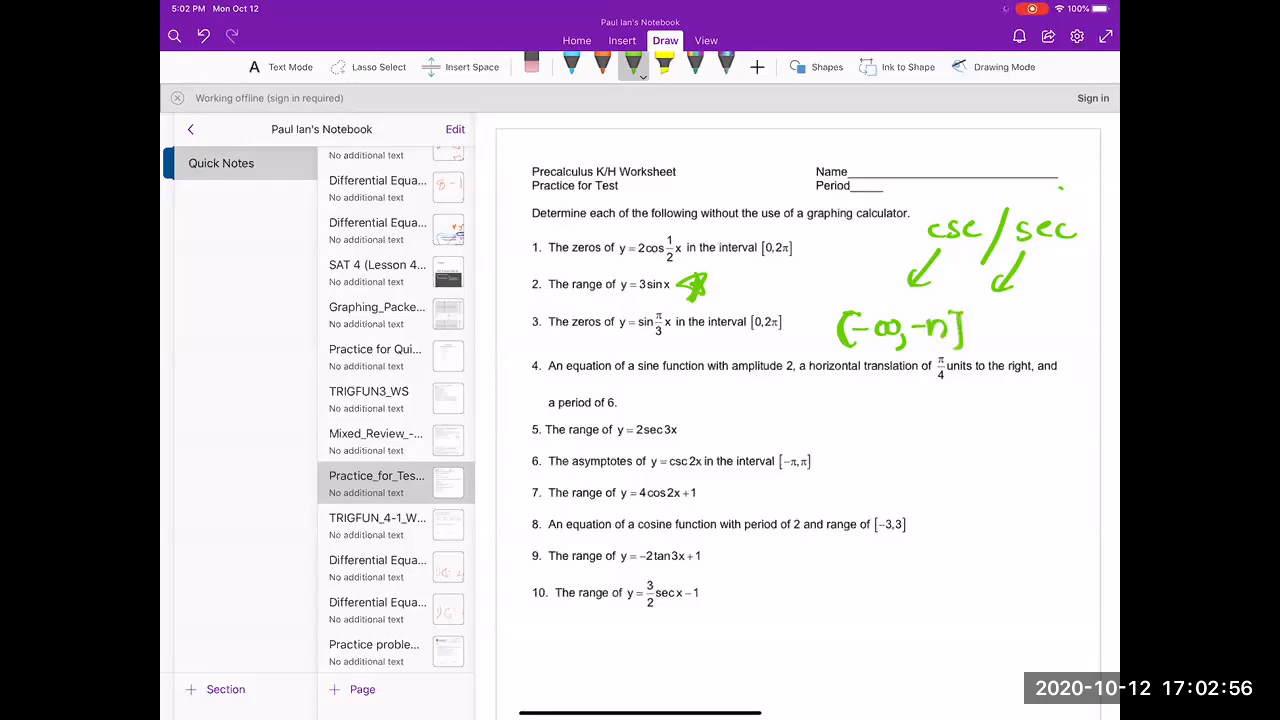 5:02 PM Mon Oct 12
100%
Paul Ian's Notebook
Home Insert Draw View
Text Mode Lasso Select Insert Space Shapes Ink to Shape Drawing Mode
Working offline (sign in required) Sign in
Paul Ian's Notebook Edit
Quick Notes
No additional text
Differential Equa...
No additional text
Differential Equa...
No additional text
SAT 4 (Lesson 4...
No additional text
Graphing_Packe...
No additional text
Practice for Qui...
No additional text
TRIGFUN3_WS
No additional text
Mixed_Review_-...
No additional text
Practice_for_Tes...
No additional text
TRIGFUN_4-1_W...
No additional text
Differential Equa...
No additional text
Differential Equa...
No additional text
Practice proble...
No additional text
+ Section + Page
Precalculus K/H Worksheet Name
Practice for Test Period
Determine each of the following without the use of a graphing calculator.
csc / sec
1. The zeros of y = 2cos 1/2 x in the interval [0,2π]
2. The range of y = 3sinx
3. The zeros of y = sin π/3 x in the interval [0,2π]
(-∞, -n]
4. An equation of a sine function with amplitude 2, a horizontal translation of π/4 units to the right, and
a period of 6.
5. The range of y = 2sec3x
6. The asymptotes of y = csc2x in the interval [−π,π]
7. The range of y = 4cos2x+1
8. An equation of a cosine function with period of 2 and range of [−3,3]
9. The range of y = −2tan3x+1
10. The range of y = 3/2 secx−1
2020-10-12 17:02:56